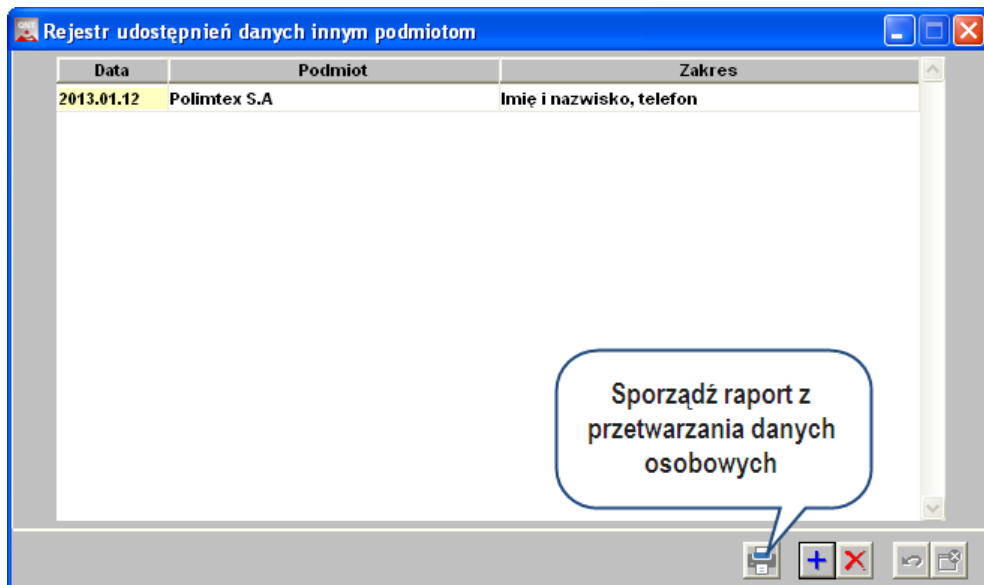 Rejestr udostępnień danych innym podmiotom
Data Podmiot Zakres
2013.01.12 Polimtex S.A Imię i nazwisko, telefon
Sporządź raport z
przetwarzania danych
osobowych